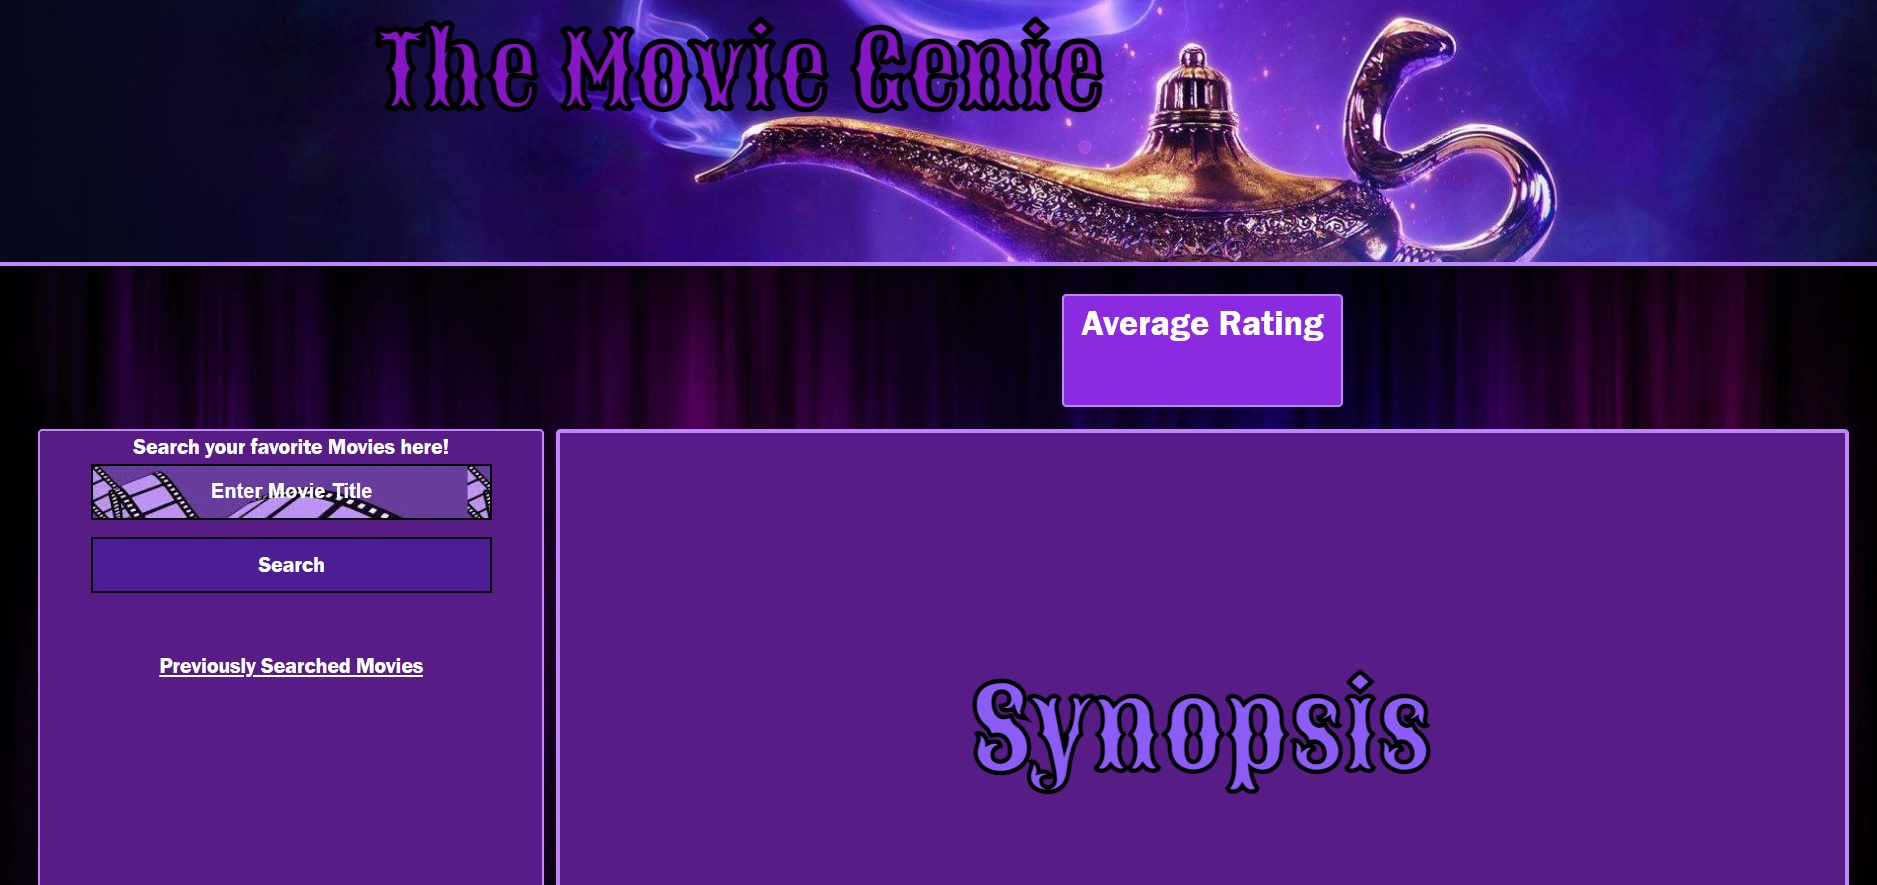 The Movie Genie
Average Rating
Search your favorite Movies here!
Enter Movie Title
Search
Previously Searched Movies
Synopsis